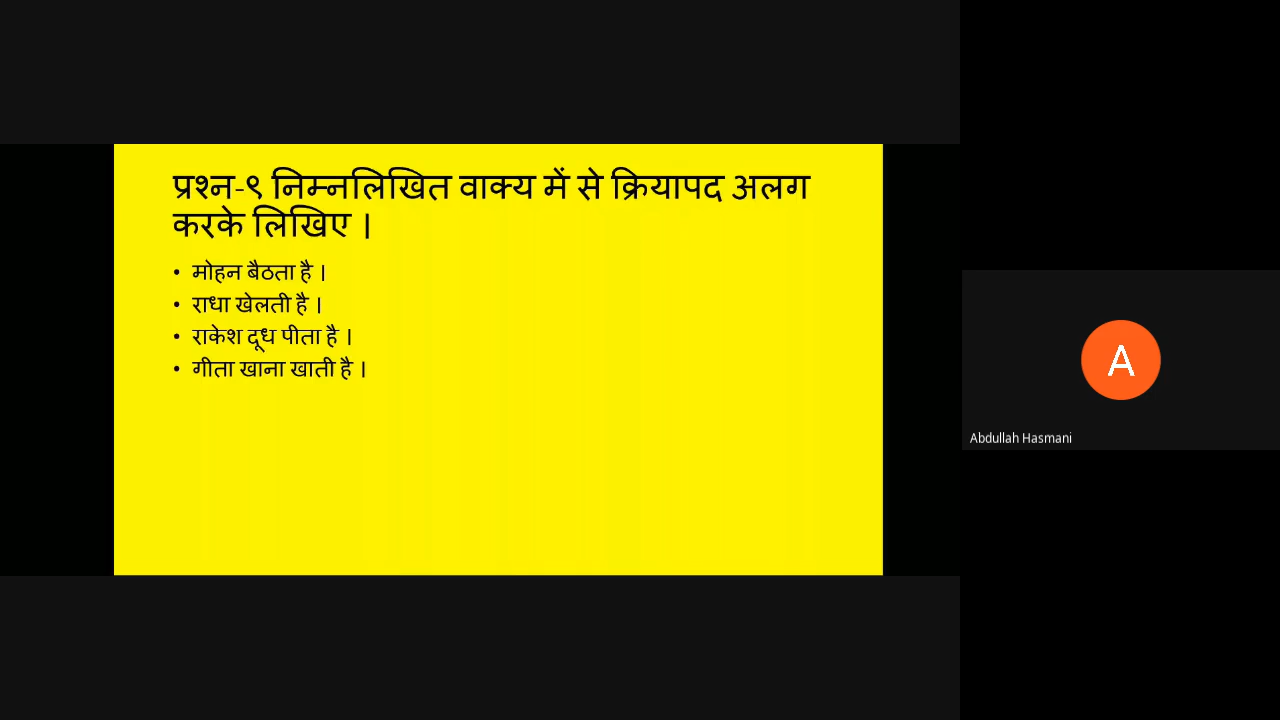 प्रश्न-९ निम्नलिखित वाक्य में से क्रियापद अलग
करके लिखिए ।
• मोहन बैठता है ।
• राधा खेलती है ।
• राकेश दूध पीता है ।
• गीता खाना खाती है ।
A
Abdullah Hasmani